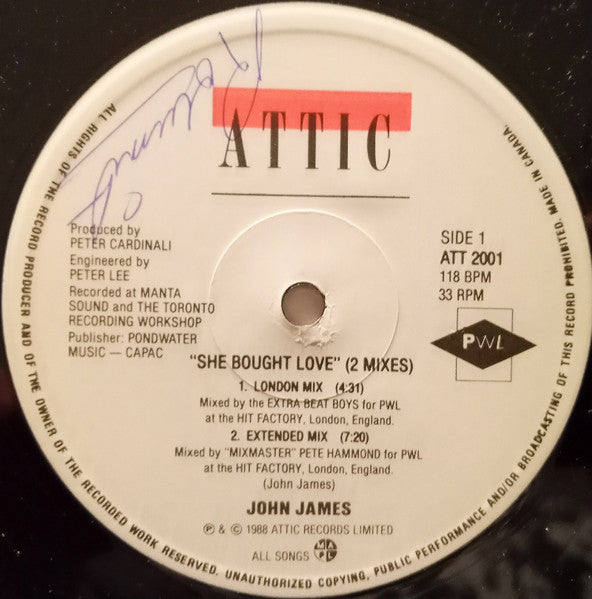 ATTIC
Produced by
PETER CARDINALI
Engineered by
PETER LEE
Recorded at MANTA
SOUND and THE TORONTO
RECORDING WORKSHOP
Publisher: PONDWATER
MUSIC — CAPAC
SIDE 1
ATT 2001
118 BPM
33 RPM
PWL
"SHE BOUGHT LOVE" (2 MIXES)
1. LONDON MIX (4:31)
Mixed by the EXTRA BEAT BOYS for PWL
at the HIT FACTORY, London, England.
2. EXTENDED MIX (7:20)
Mixed by "MIXMASTER" PETE HAMMOND for PWL
at the HIT FACTORY, London, England.
(John James)
JOHN JAMES
℗ & © 1988 ATTIC RECORDS LIMITED
ALL SONGS MAPL
ALL RIGHTS OF THE RECORD PRODUCER AND OF THE OWNER OF THE RECORDED WORK RESERVED. UNAUTHORIZED COPYING, PUBLIC PERFORMANCE AND/OR BROADCASTING OF THIS RECORD PROHIBITED. MADE IN CANADA.